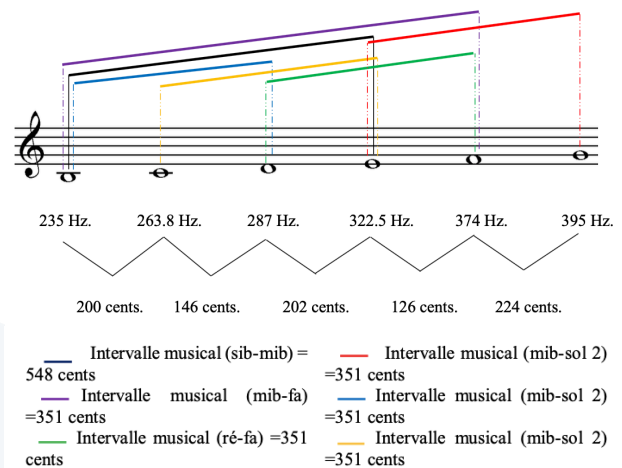 235 Hz. 263.8 Hz. 287 Hz. 322.5 Hz. 374 Hz. 395 Hz.
200 cents. 146 cents. 202 cents. 126 cents. 224 cents.
Intervalle musical (sib-mib) =
548 cents
Intervalle musical (mib-fa)
=351 cents
Intervalle musical (ré-fa) =351
cents
Intervalle musical (mib-sol 2)
=351 cents
Intervalle musical (mib-sol 2)
=351 cents
Intervalle musical (mib-sol 2)
=351 cents